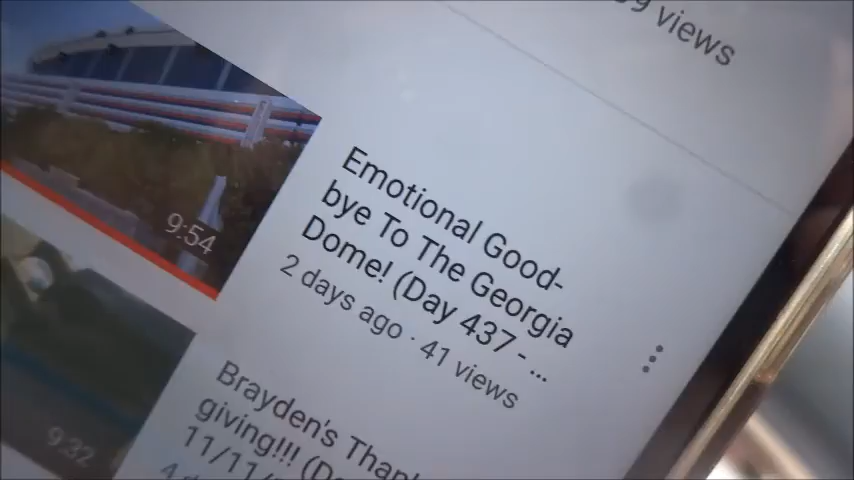 views
Emotional Good-
bye To The Georgia
Dome! (Day 437 - ...
2 days ago · 41 views
9:54
Brayden's
giving!!!
11/11/
9:32